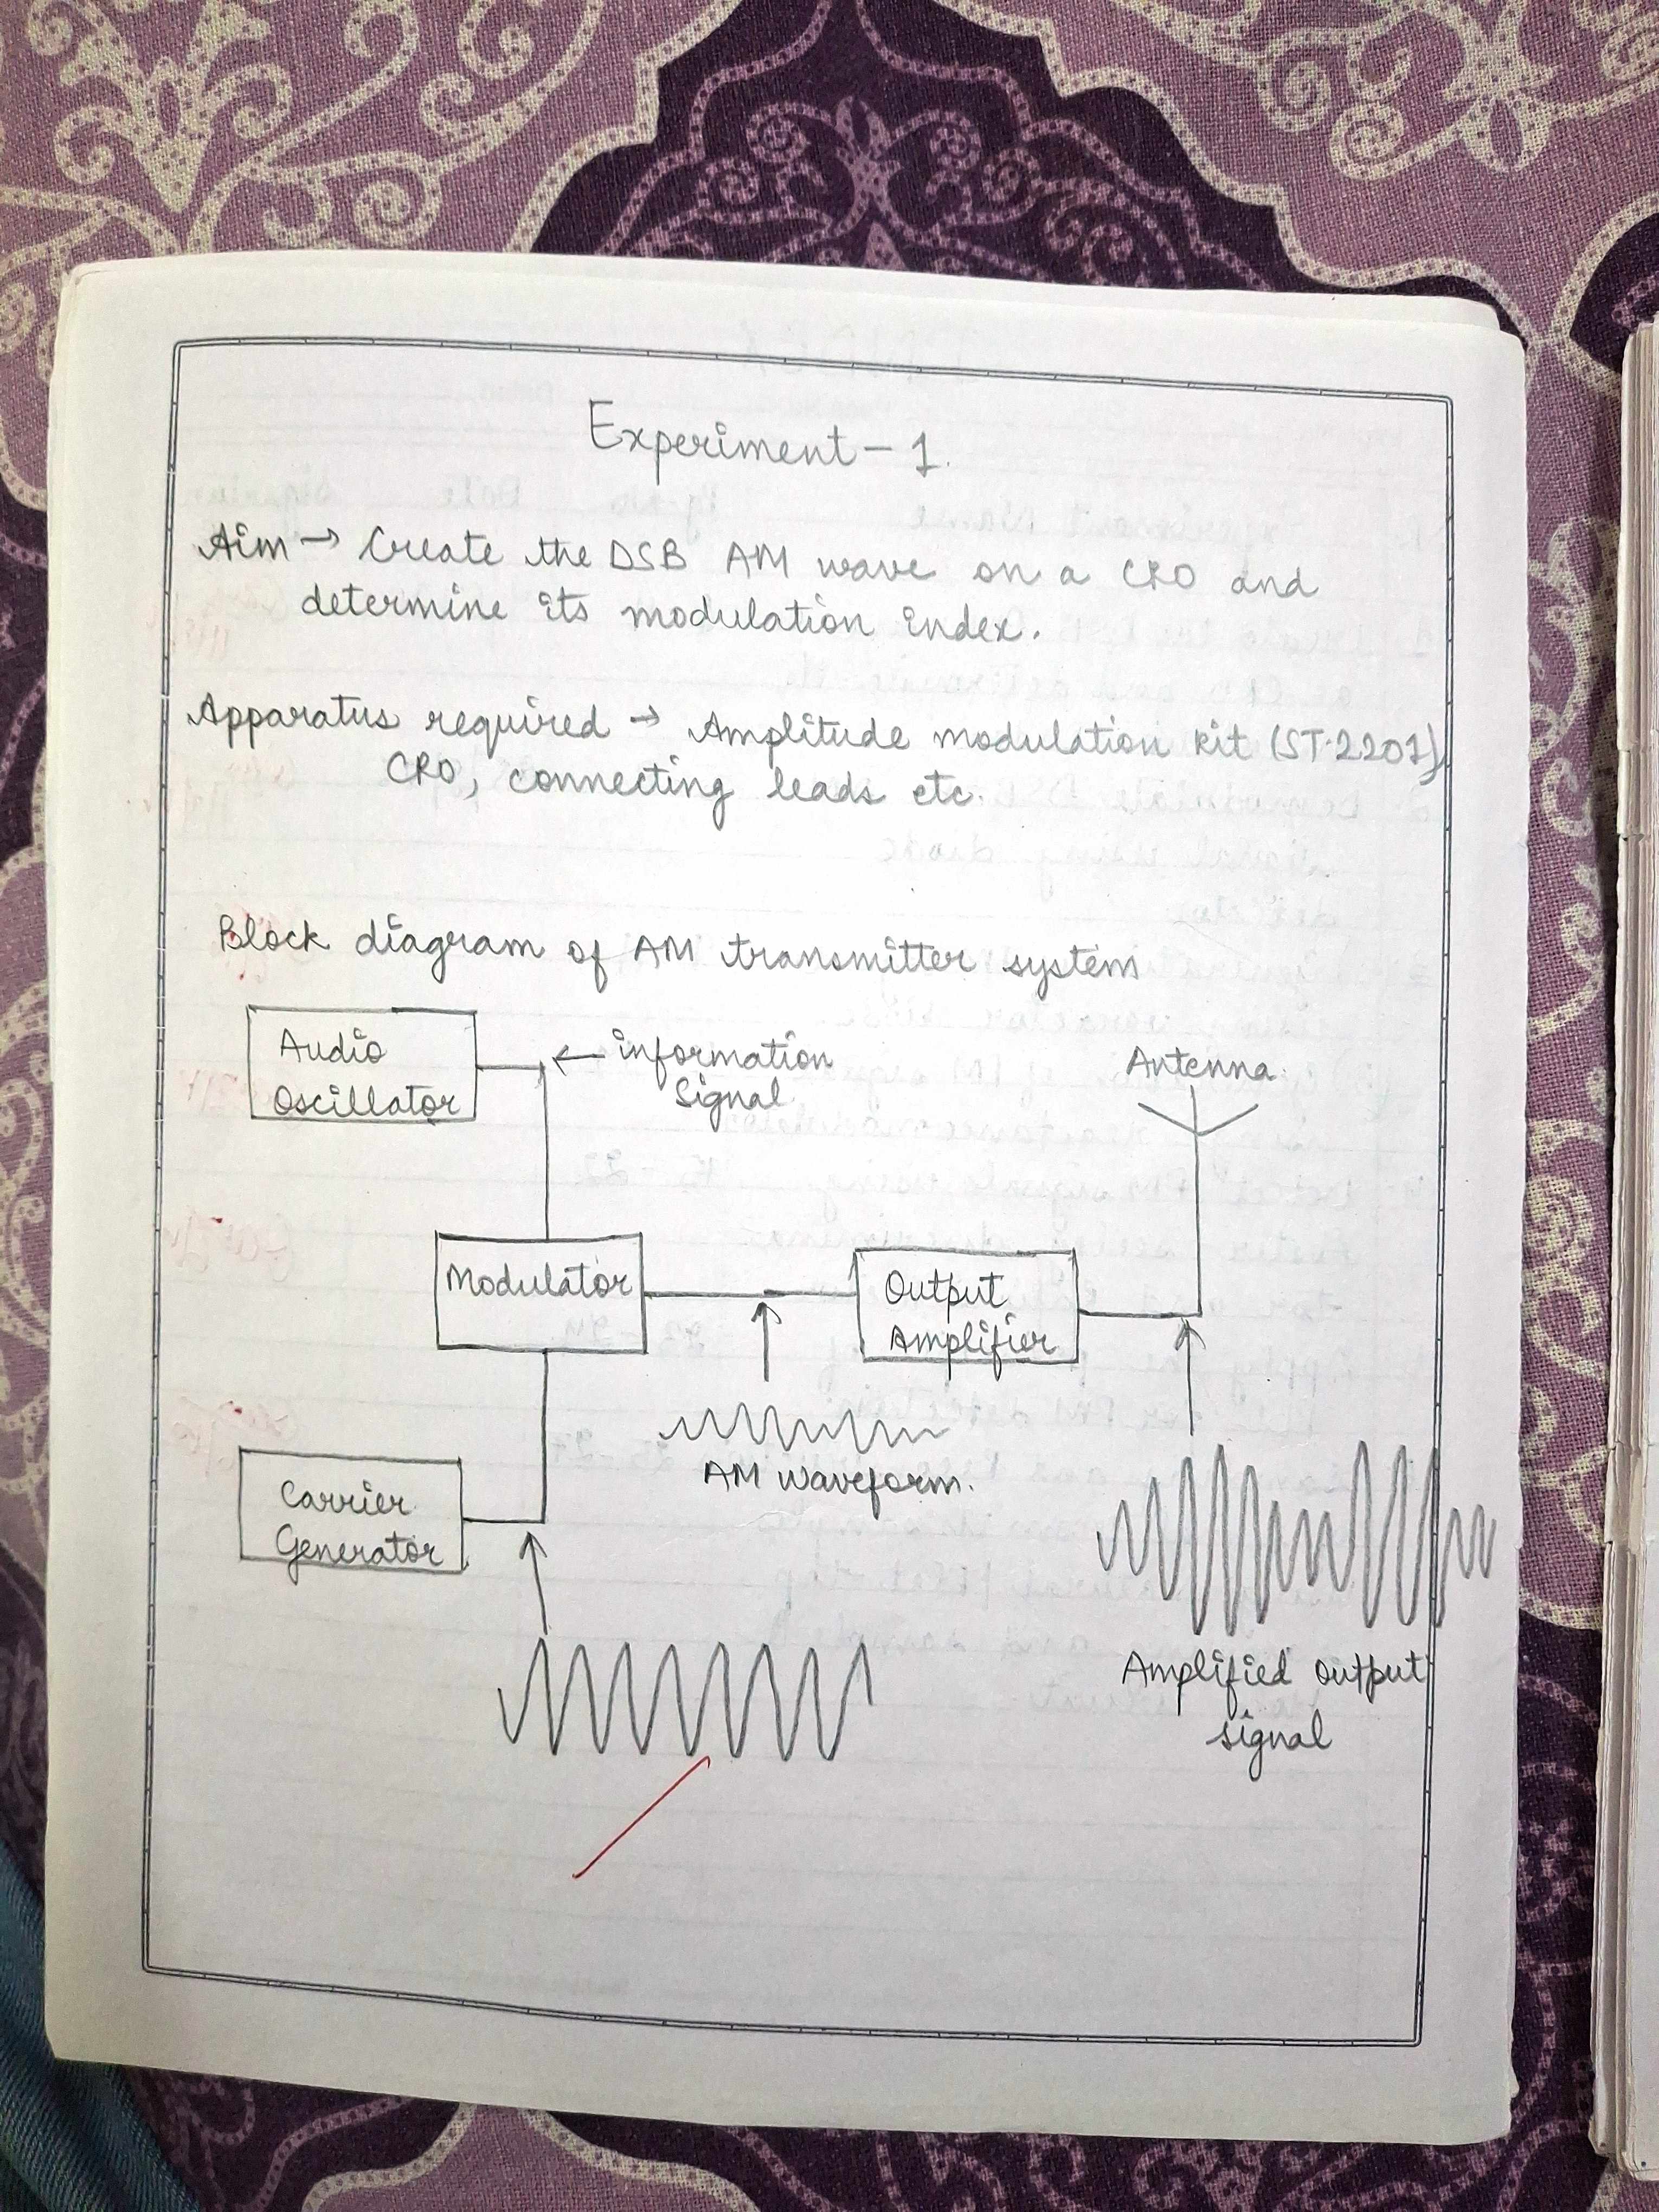 Experiment - 1.
Aim → Create the DSB AM wave on a CRO and
determine its modulation index.
Apparatus required → Amplitude modulation kit (ST-2201),
CRO, connecting leads etc.
Block diagram of AM transmitter system
Audio
Oscillator
← information
signal
Antenna
Modulator
Output
Amplifier
AM waveform.
Carrier
Generator
Amplified output
signal